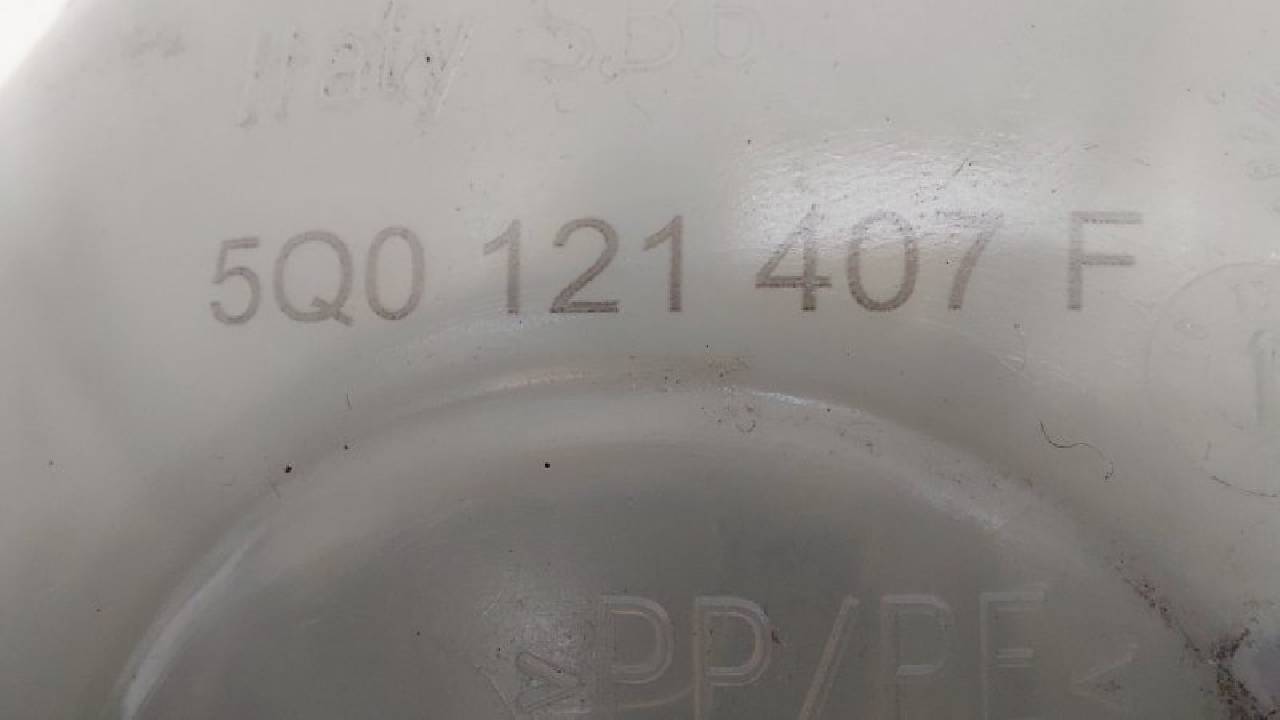 Italy
5Q0 121 407 F
>PP/PE<